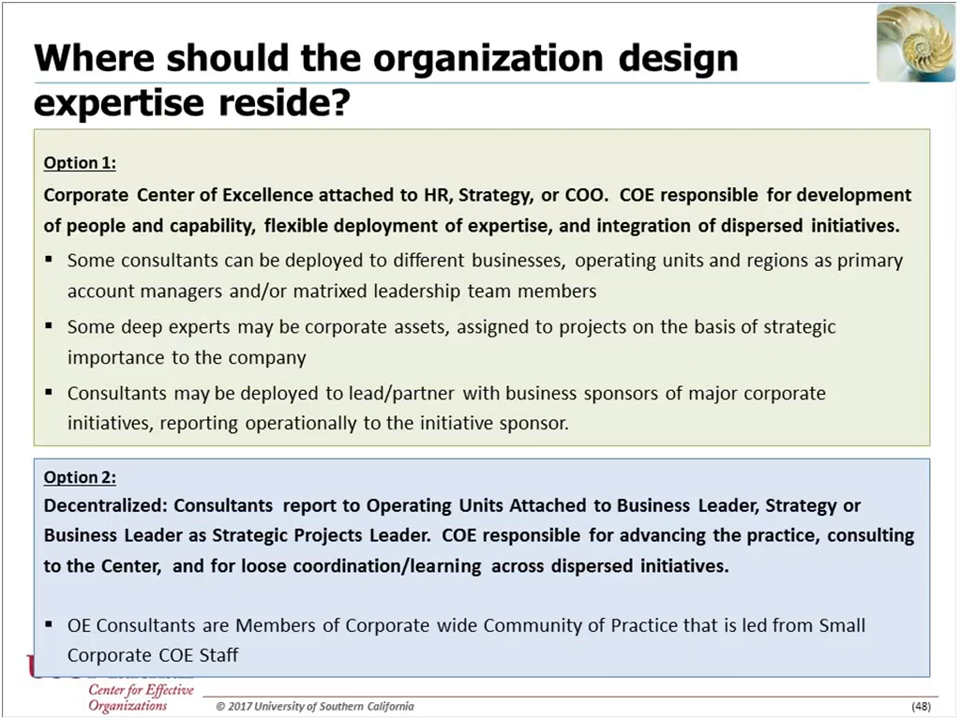 Where should the organization design
expertise reside?
Option 1:
Corporate Center of Excellence attached to HR, Strategy, or COO. COE responsible for development
of people and capability, flexible deployment of expertise, and integration of dispersed initiatives.
▪ Some consultants can be deployed to different businesses, operating units and regions as primary
account managers and/or matrixed leadership team members
▪ Some deep experts may be corporate assets, assigned to projects on the basis of strategic
importance to the company
▪ Consultants may be deployed to lead/partner with business sponsors of major corporate
initiatives, reporting operationally to the initiative sponsor.
Option 2:
Decentralized: Consultants report to Operating Units Attached to Business Leader, Strategy or
Business Leader as Strategic Projects Leader. COE responsible for advancing the practice, consulting
to the Center, and for loose coordination/learning across dispersed initiatives.
▪ OE Consultants are Members of Corporate wide Community of Practice that is led from Small
Corporate COE Staff
Center for Effective
Organizations
© 2017 University of Southern California
(48)